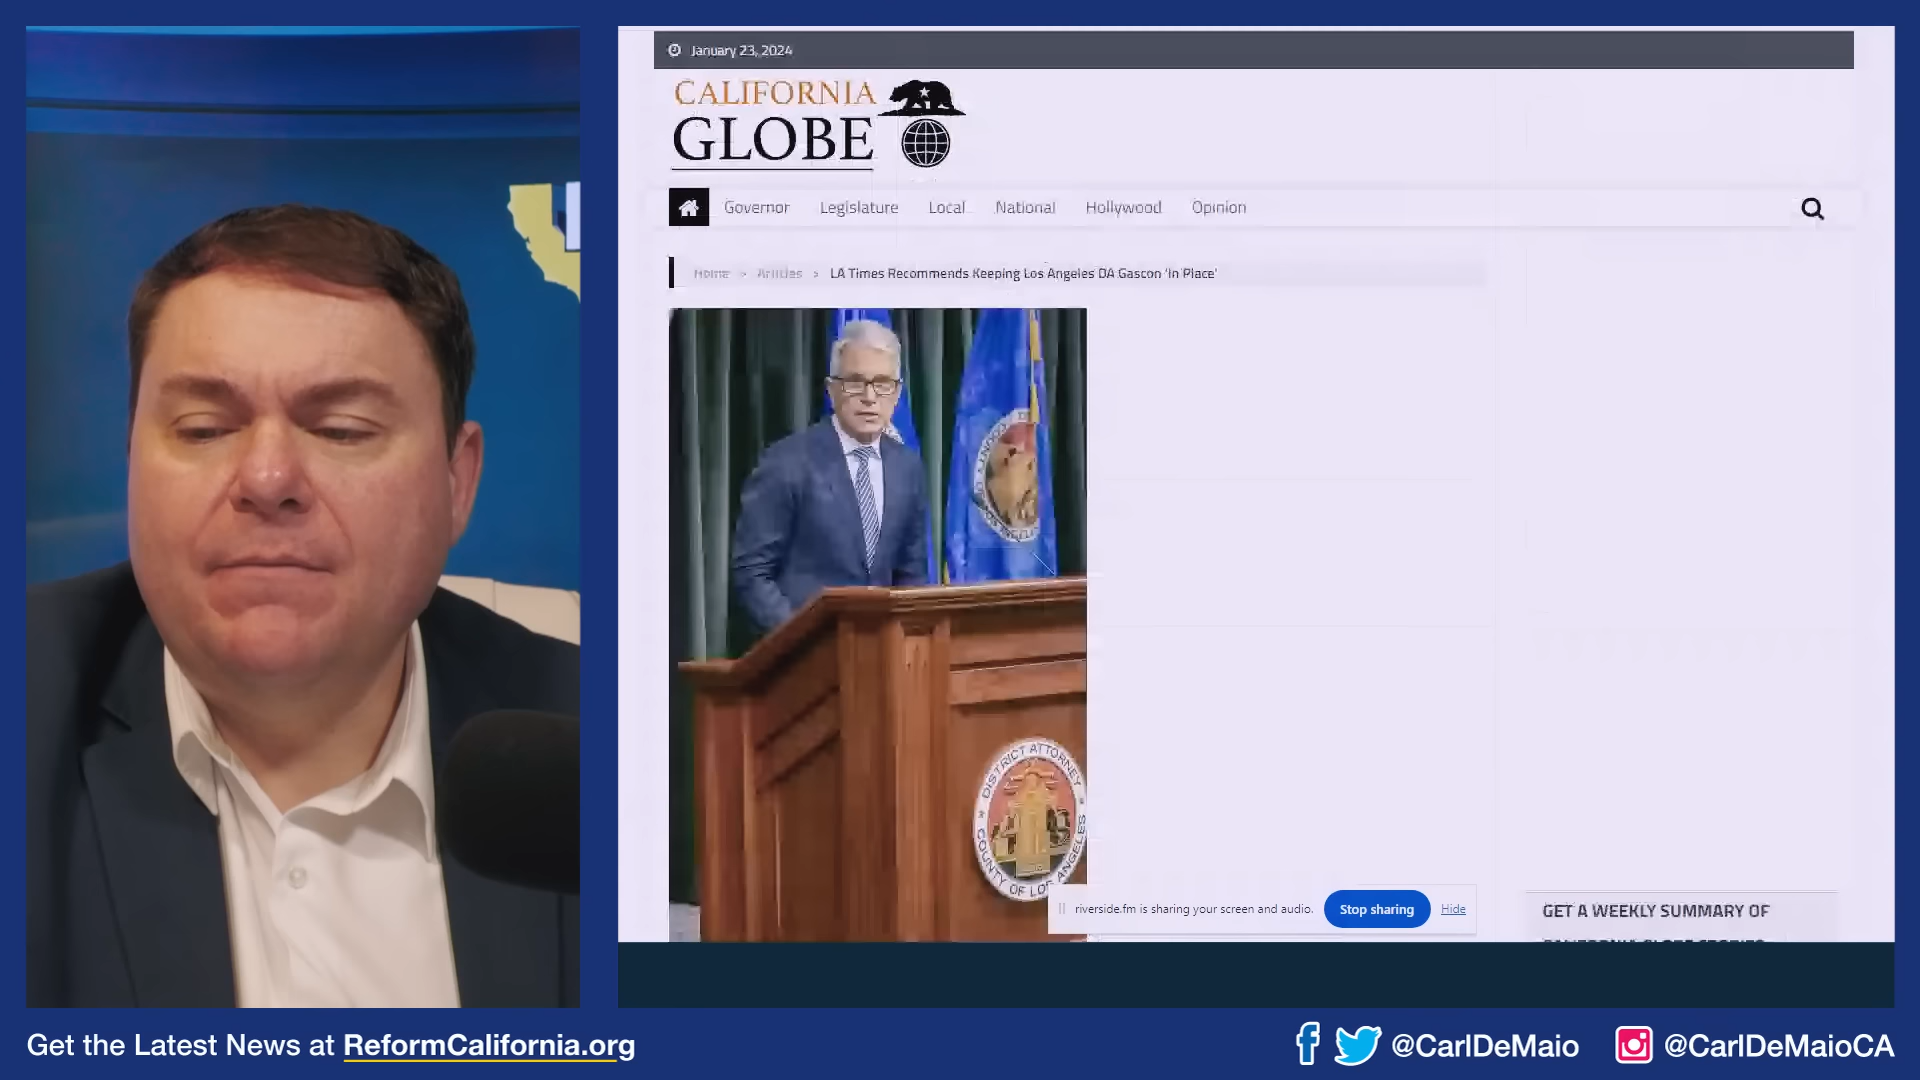 January 23, 2024
CALIFORNIA
GLOBE
Governor Legislature Local National Hollywood Opinion
Home > Articles > LA Times Recommends Keeping Los Angeles DA Gascon 'In Place'
DISTRICT ATTORNEY
COUNTY OF LOS ANGELES
riverside.fm is sharing your screen and audio. Stop sharing Hide
GET A WEEKLY SUMMARY OF
Get the Latest News at ReformCalifornia.org
@CarlDeMaio @CarlDeMaioCA